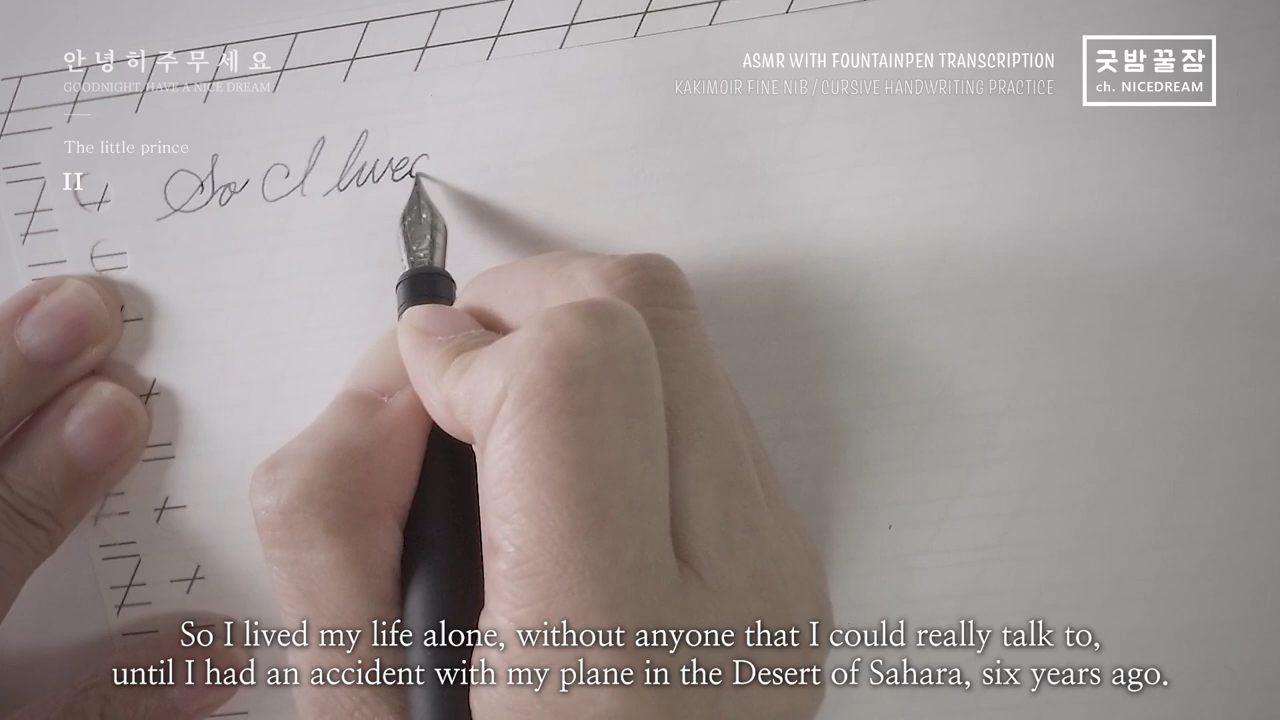 안녕히주무세요
GOODNIGHT, HAVE A NICE DREAM
The little prince
II
ASMR WITH FOUNTAINPEN TRANSCRIPTION
KAKIMOIR FINE NIB / CURSIVE HANDWRITING PRACTICE
굿밤꿀잠
ch. NICEDREAM
So I live
So I lived my life alone, without anyone that I could really talk to,
until I had an accident with my plane in the Desert of Sahara, six years ago.